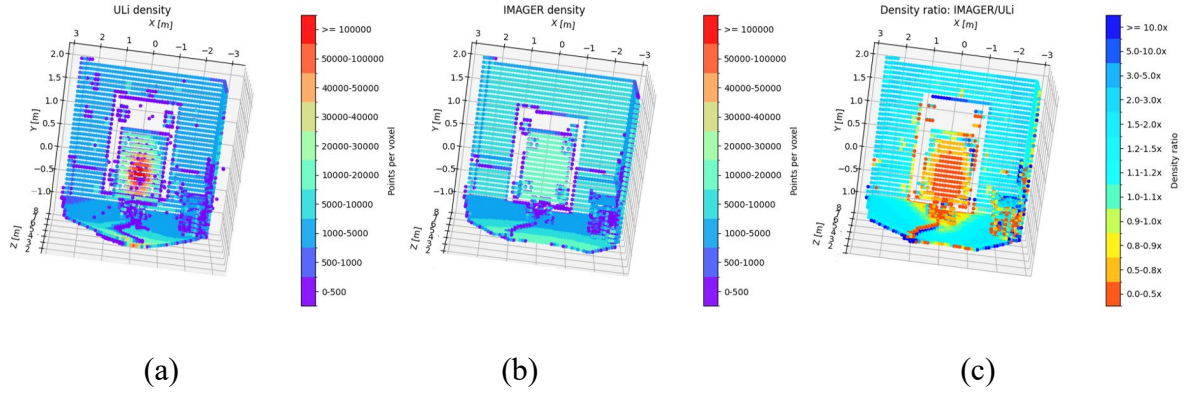 ULi density
X [m]
3 2 1 0 −1 −2 −3
2.0
1.5
1.0
0.5
0.0
−0.5
−1.0
Y [m]
Z [m]
>= 100000
50000-100000
40000-50000
30000-40000
20000-30000
10000-20000
5000-10000
1000-5000
500-1000
0-500
Points per voxel
(a)
IMAGER density
X [m]
3 2 1 0 −1 −2 −3
2.0
1.5
1.0
0.5
0.0
−0.5
−1.0
Y [m]
Z [m]
>= 100000
50000-100000
40000-50000
30000-40000
20000-30000
10000-20000
5000-10000
1000-5000
500-1000
0-500
Points per voxel
(b)
Density ratio: IMAGER/ULi
X [m]
3 2 1 0 −1 −2 −3
2.0
1.5
1.0
0.5
0.0
−0.5
−1.0
Y [m]
Z [m]
>= 10.0x
5.0-10.0x
3.0-5.0x
2.0-3.0x
1.5-2.0x
1.2-1.5x
1.1-1.2x
1.0-1.1x
0.9-1.0x
0.8-0.9x
0.5-0.8x
0.0-0.5x
Density ratio
(c)